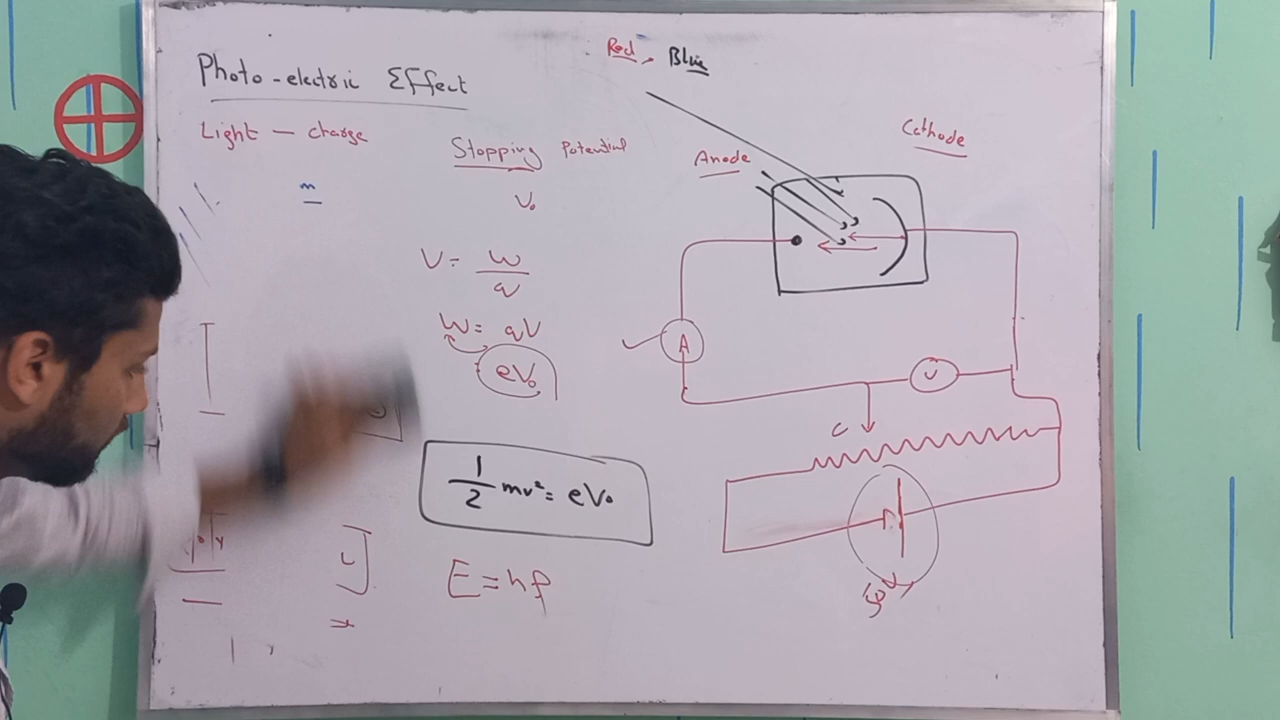 Photo-electric Effect
Light — charge
m
Stopping Potential
V₀
V = w/q
W = qV
eV₀
1/2 mv² = eV₀
E = hf
Red, Blue
Anode
Cathode
A
V
C
50V